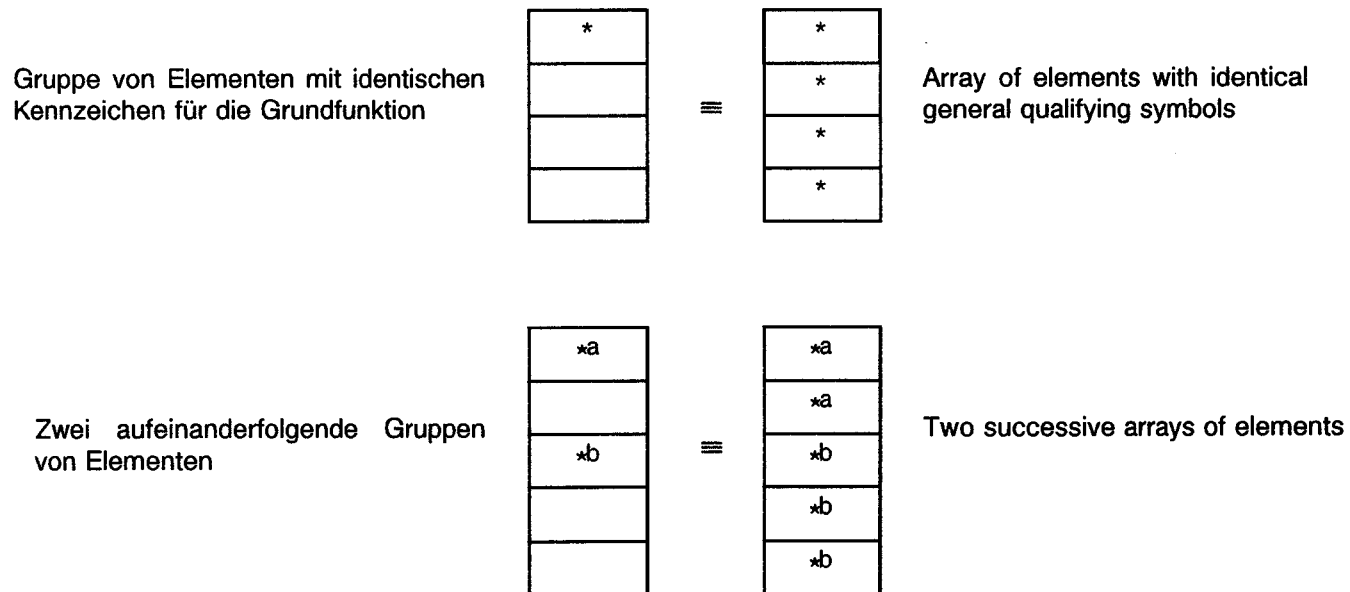 *
*
Gruppe von Elementen mit identischen
Kennzeichen für die Grundfunktion
≡
*
Array of elements with identical
general qualifying symbols
*
*
*a
*a
*a
Zwei aufeinanderfolgende Gruppen
von Elementen
*b
≡
*b
Two successive arrays of elements
*b
*b